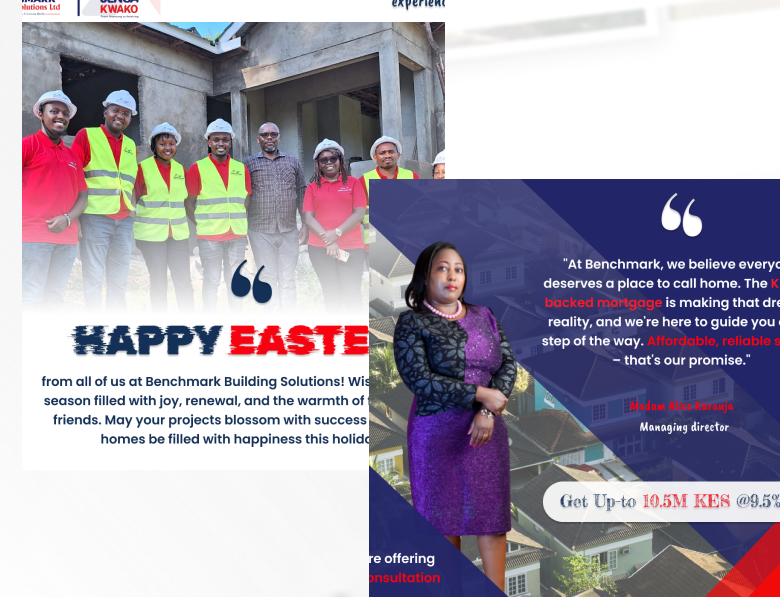 olutions Ltd
KWAKO
HAPPY EASTE
from all of us at Benchmark Building Solutions! Wis
season filled with joy, renewal, and the warmth of
friends. May your projects blossom with success
homes be filled with happiness this holid
"At Benchmark, we believe everyo
deserves a place to call home. The K
backed mortgage is making that dre
reality, and we're here to guide you
step of the way. Affordable, reliable s
– that's our promise."
Madam Alice Karauja
Managing director
Get Up-to 10.5M KES @9.5%
re offering
onsultation